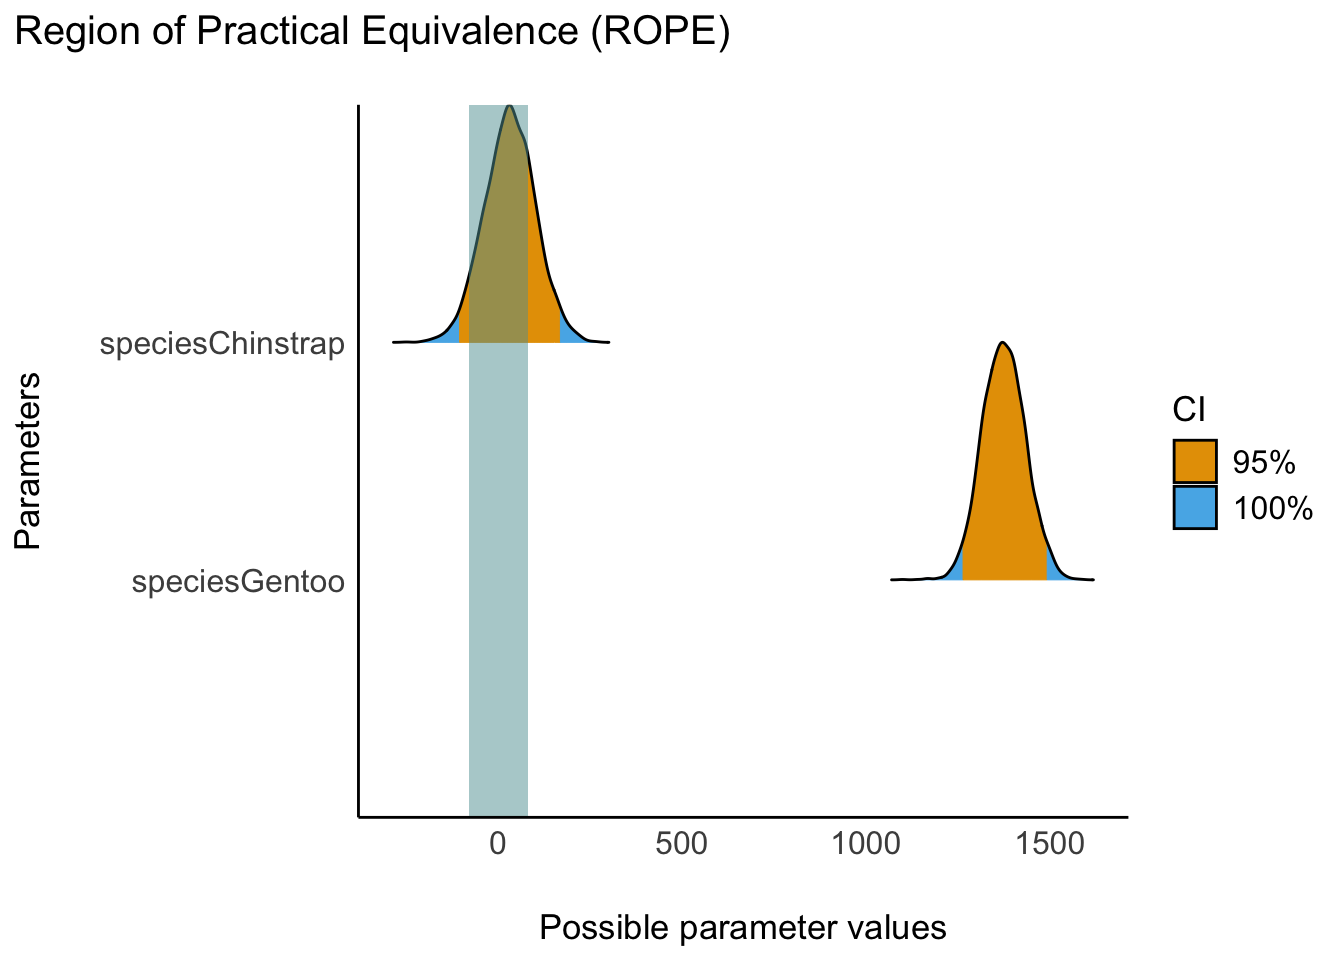 Region of Practical Equivalence (ROPE)
speciesChinstrap
speciesGentoo
Parameters
0 500 1000 1500
Possible parameter values
CI
95%
100%